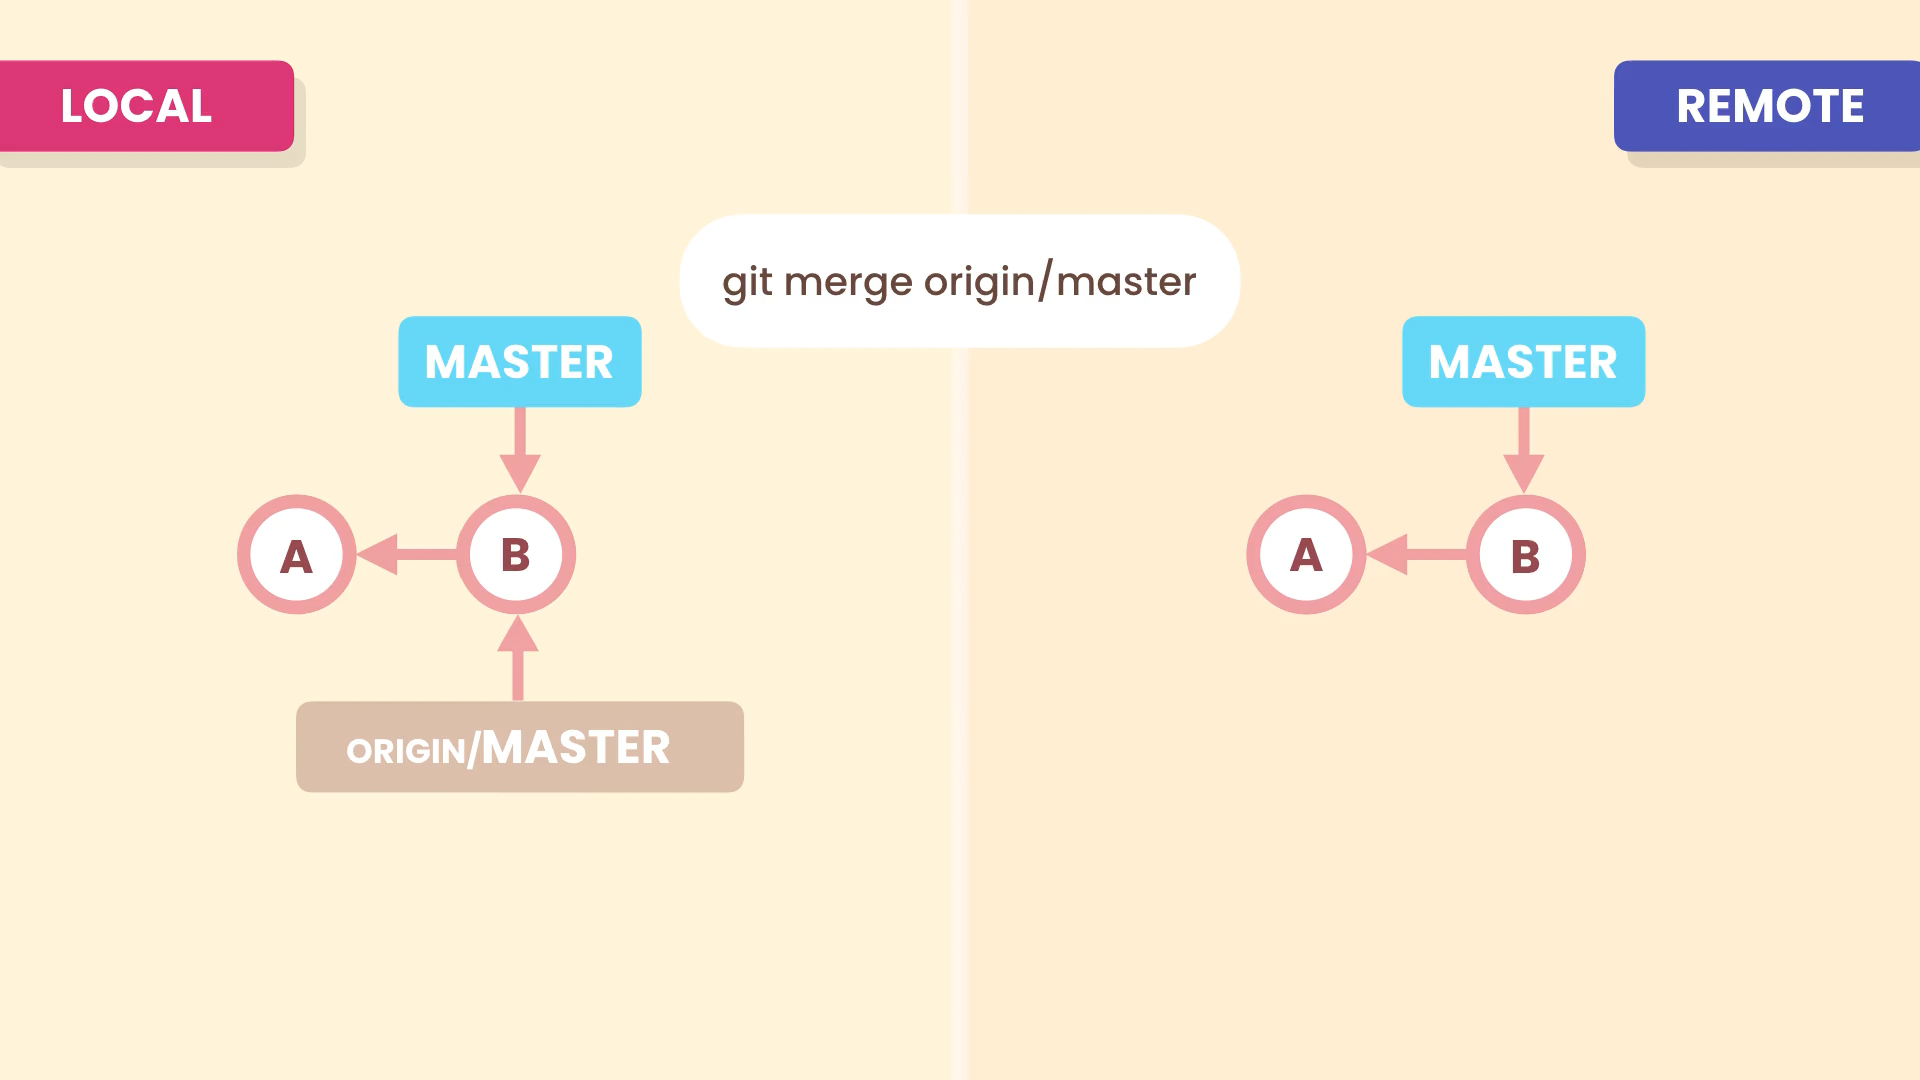 LOCAL
REMOTE
git merge origin/master
MASTER
MASTER
A
B
A
B
ORIGIN/MASTER